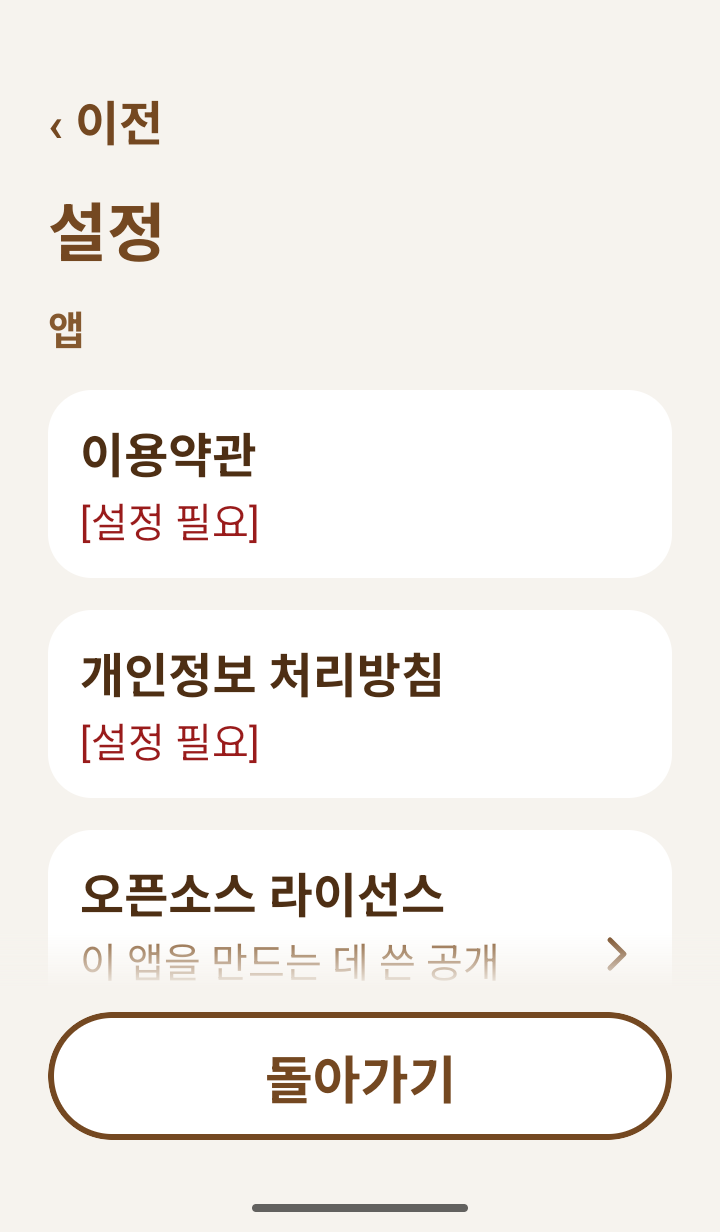 ‹ 이전
설정
앱
이용약관
[설정 필요]
개인정보 처리방침
[설정 필요]
오픈소스 라이선스
이 앱을 만드는 데 쓴 공개
돌아가기